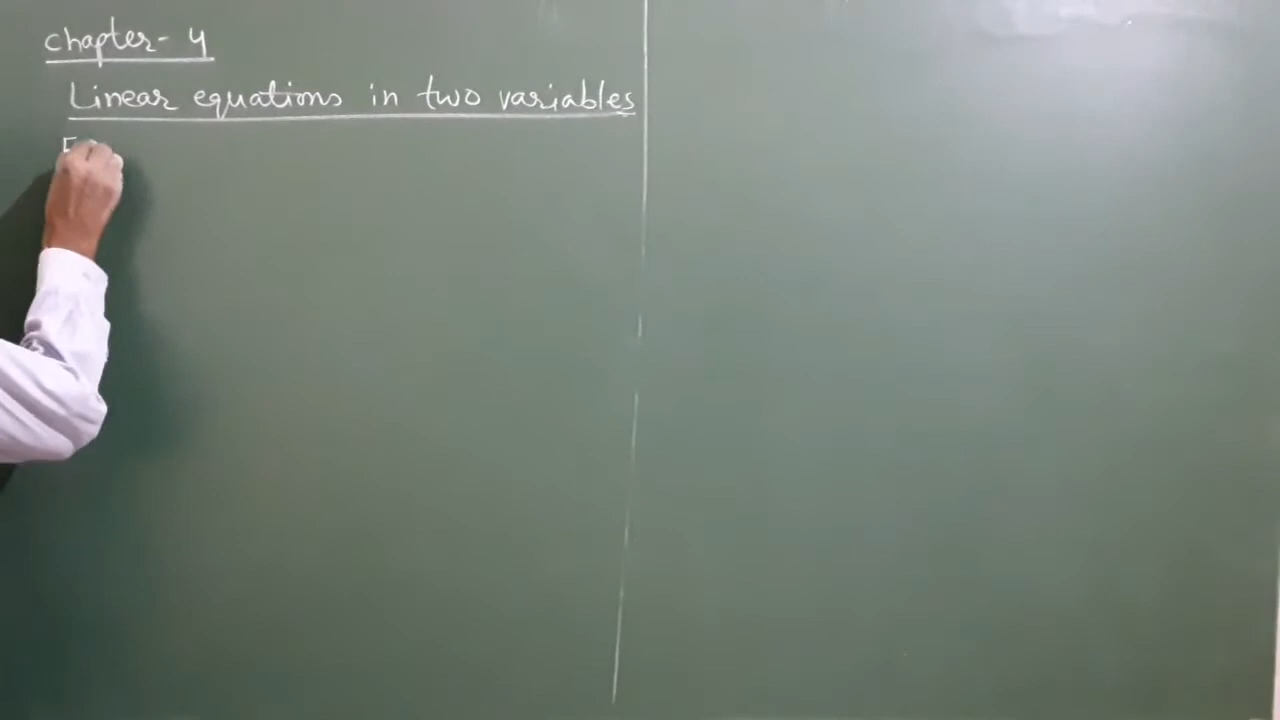 chapter- 4
Linear equations in two variables